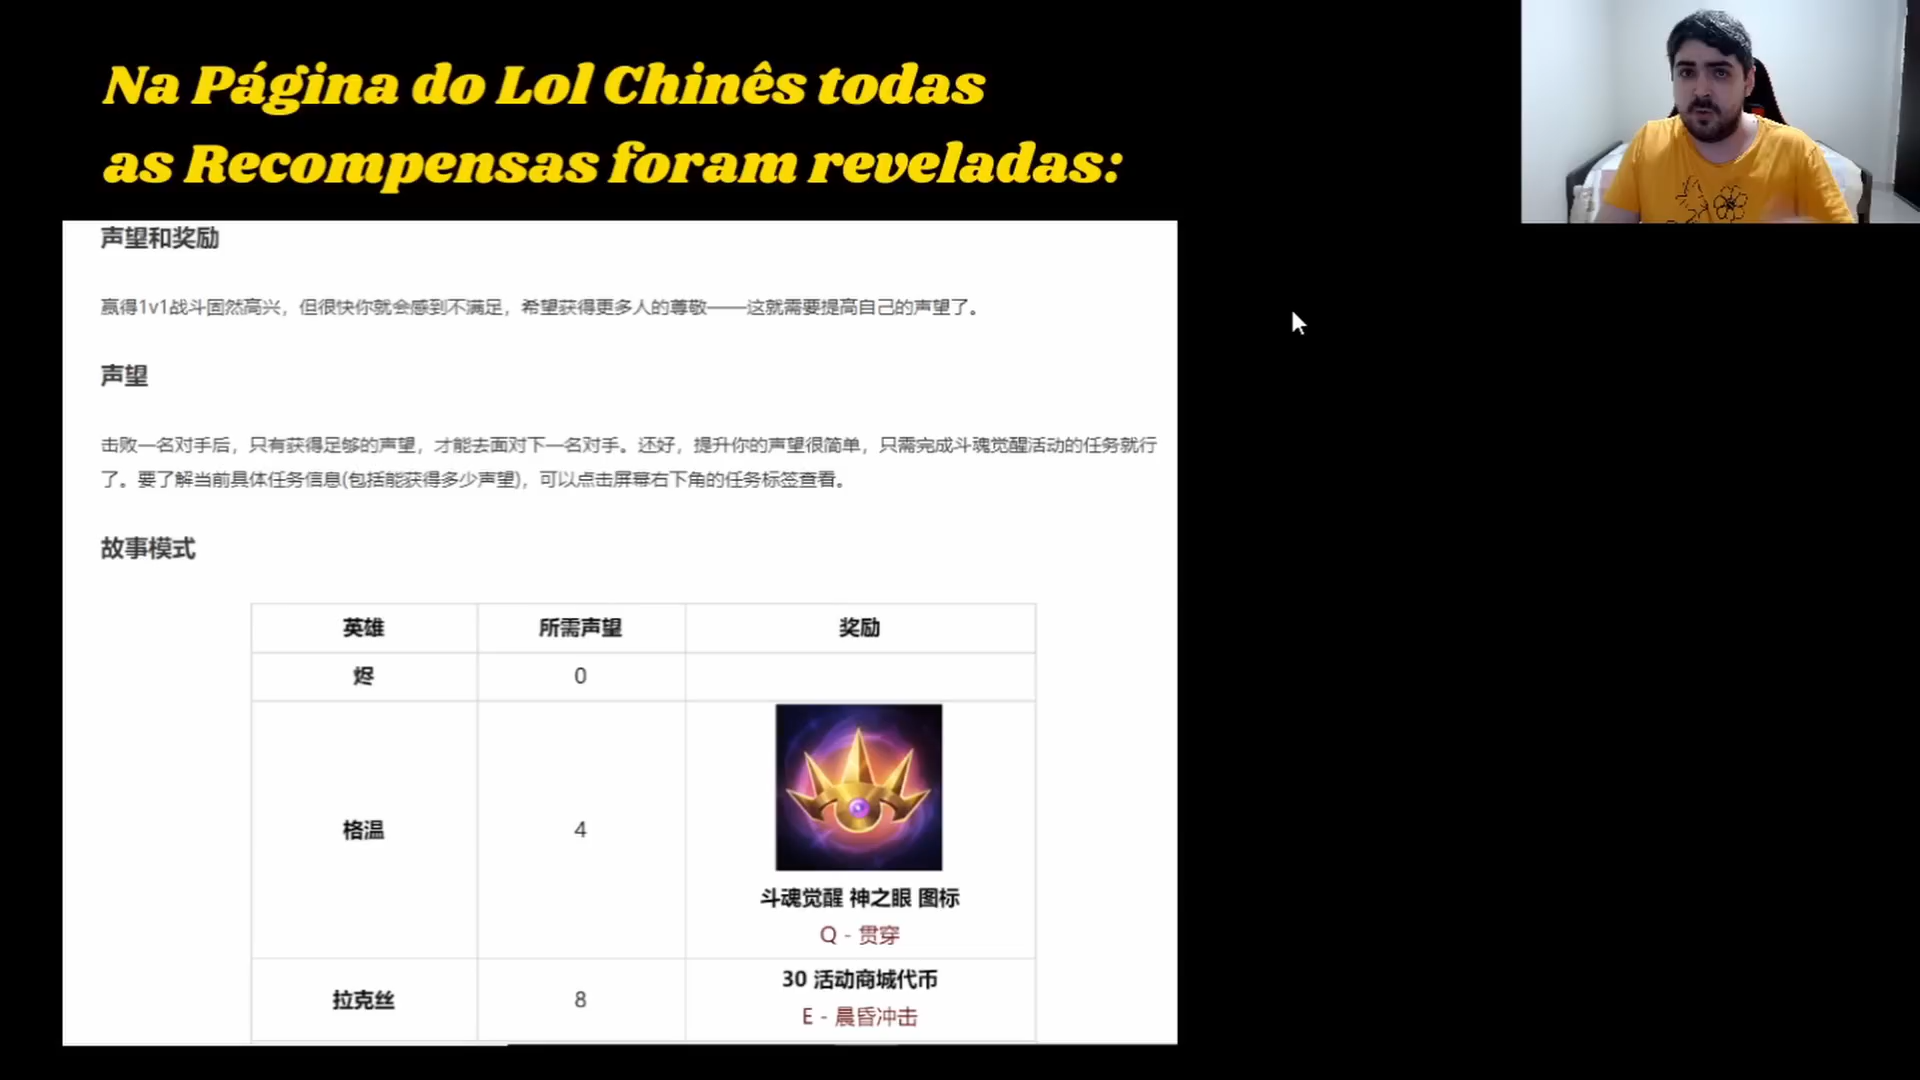 Na Página do Lol Chinês todas
as Recompensas foram reveladas:
声望和奖励
赢得1v1战斗固然高兴，但很快你就会感到不满足，希望获得更多人的尊敬——这就需要提高自己的声望了。
声望
击败一名对手后，只有获得足够的声望，才能去面对下一名对手。还好，提升你的声望很简单，只需完成斗魂觉醒活动的任务就行
了。要了解当前具体任务信息(包括能获得多少声望)，可以点击屏幕右下角的任务标签查看。
故事模式
英雄 所需声望 奖励
烬 0
格温 4
斗魂觉醒 神之眼 图标
Q - 贯穿
拉克丝 8
30 活动商城代币
E - 晨昏冲击